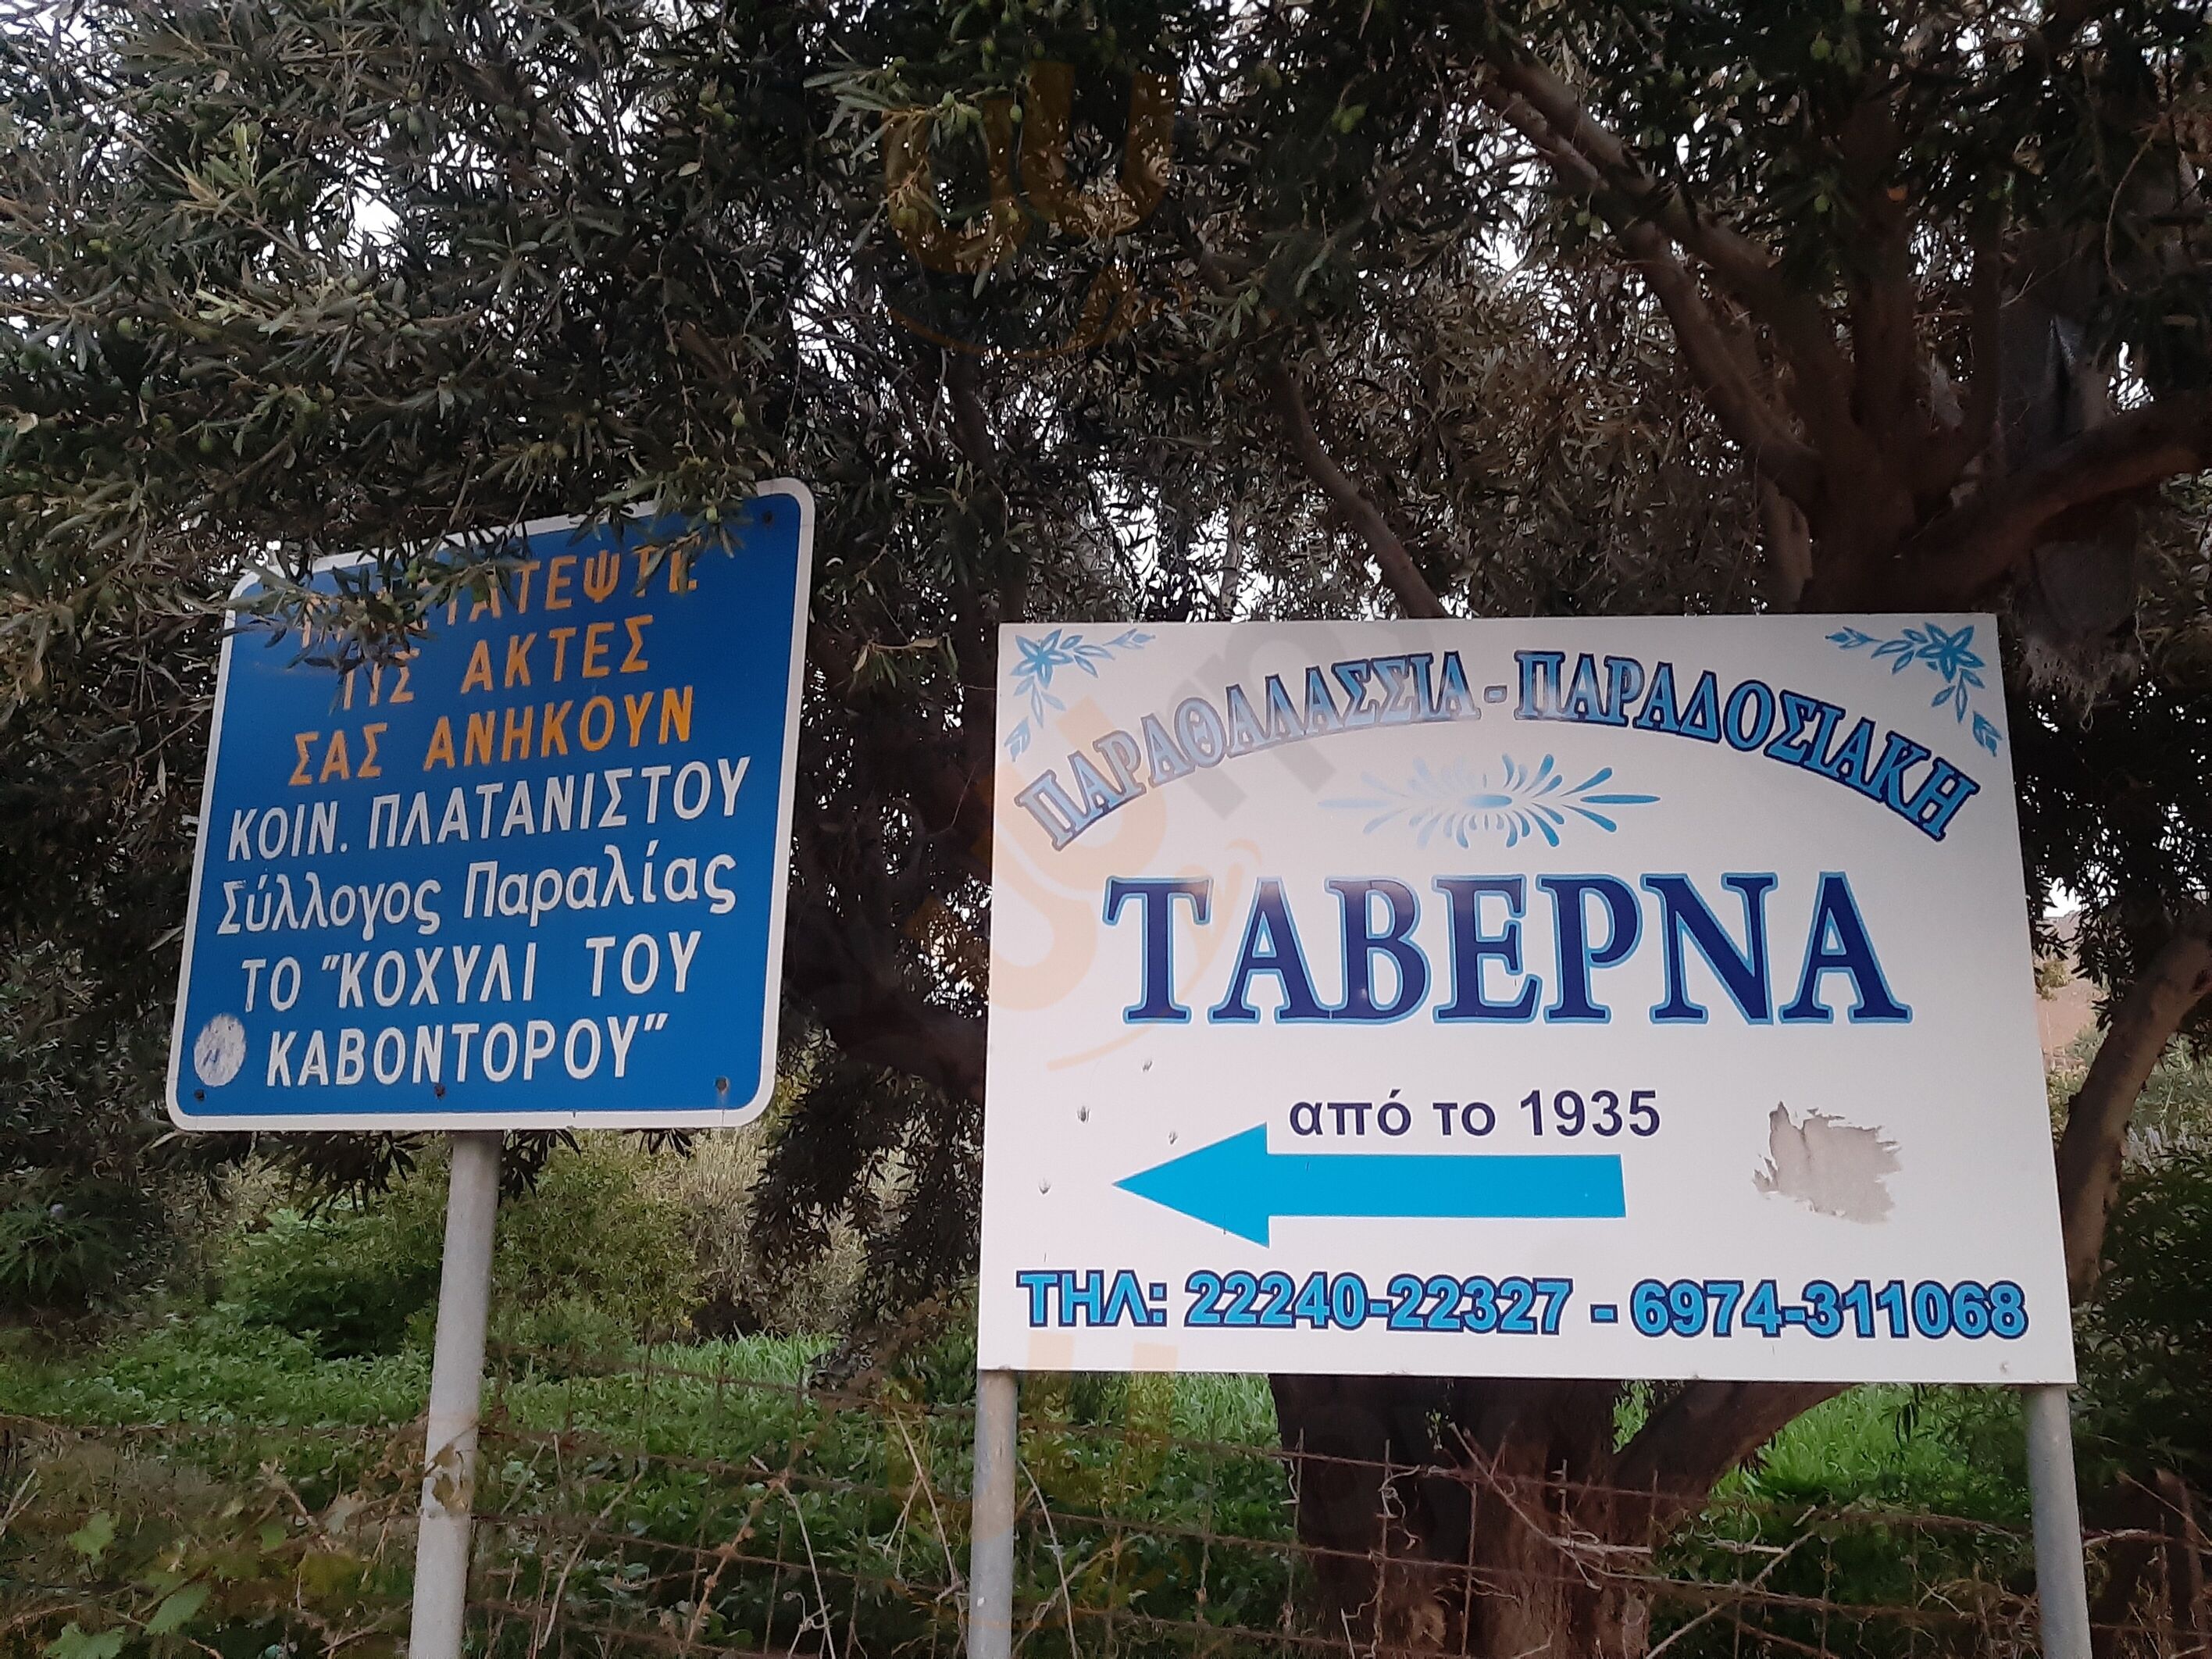 ΤΙΣ ΑΚΤΕΣ
ΣΑΣ ΑΝΗΚΟΥΝ
ΚΟΙΝ. ΠΛΑΤΑΝΙΣΤΟΥ
Σύλλογος Παραλίας
ΤΟ "ΚΟΧΥΛΙ ΤΟΥ
ΚΑΒΟΝΤΟΡΟΥ"
ΠΑΡΑΘΑΛΑΣΣΙΑ - ΠΑΡΑΔΟΣΙΑΚΗ
ΤΑΒΕΡΝΑ
από το 1935
ΤΗΛ: 22240-22327 - 6974-311068